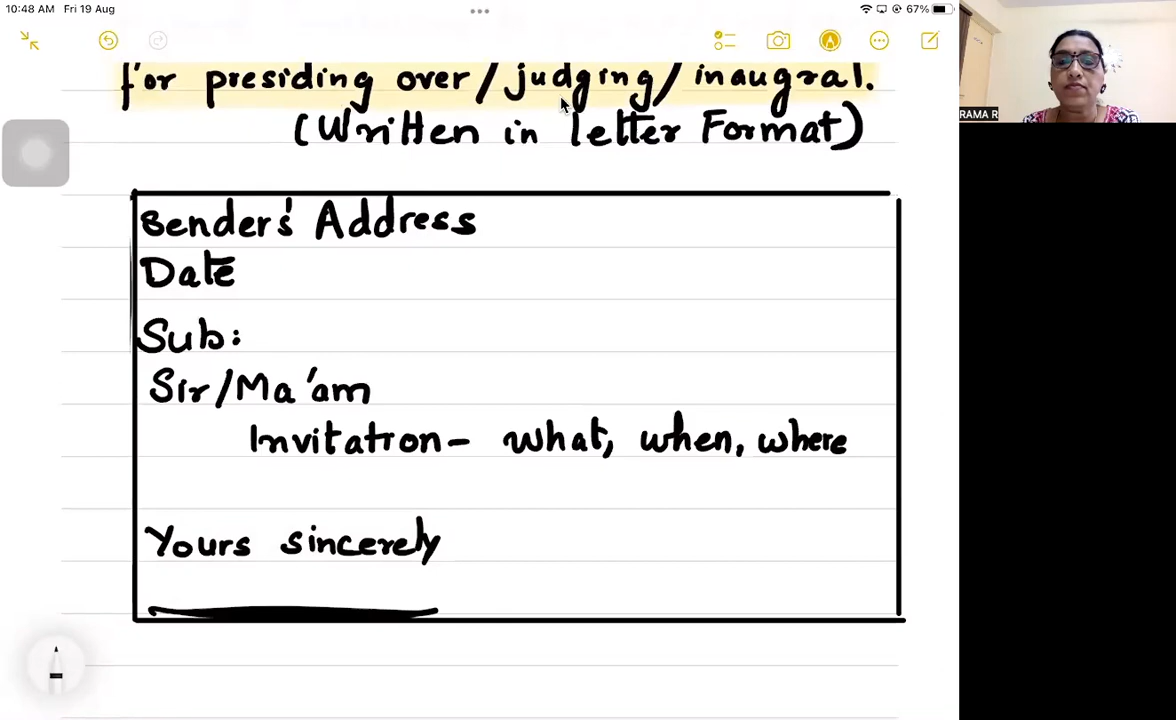 10:48 AM Fri 19 Aug
67%
for presiding over/judging/inaugral.
(Written in letter Format)
RAMA R
Sender's Address
Date
Sub:
Sir/Ma'am
Invitation- what, when, where
Yours sincerely